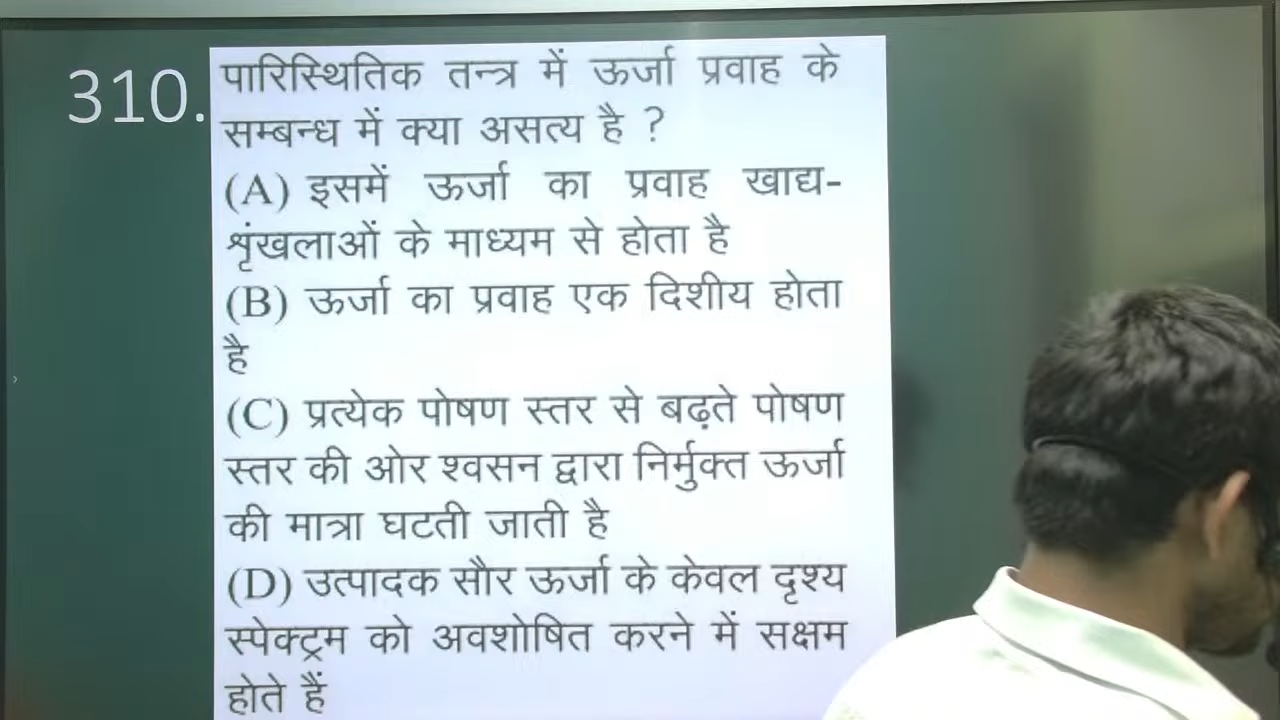 310.
पारिस्थितिक तन्त्र में ऊर्जा प्रवाह के
सम्बन्ध में क्या असत्य है ?
(A) इसमें ऊर्जा का प्रवाह खाद्य-
शृंखलाओं के माध्यम से होता है
(B) ऊर्जा का प्रवाह एक दिशीय होता
है
(C) प्रत्येक पोषण स्तर से बढ़ते पोषण
स्तर की ओर श्वसन द्वारा निर्मुक्त ऊर्जा
की मात्रा घटती जाती है
(D) उत्पादक सौर ऊर्जा के केवल दृश्य
स्पेक्ट्रम को अवशोषित करने में सक्षम
होते हैं